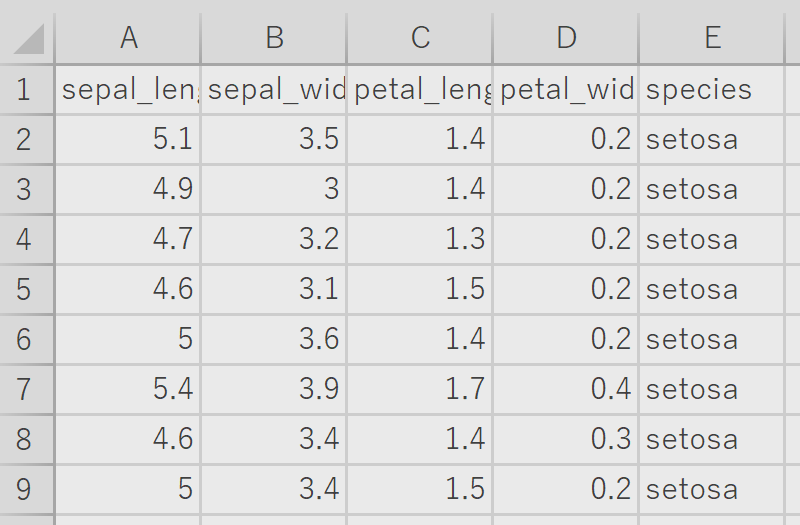 A B C D E
1 sepal_len sepal_wid petal_leng petal_wid species
2 5.1 3.5 1.4 0.2 setosa
3 4.9 3 1.4 0.2 setosa
4 4.7 3.2 1.3 0.2 setosa
5 4.6 3.1 1.5 0.2 setosa
6 5 3.6 1.4 0.2 setosa
7 5.4 3.9 1.7 0.4 setosa
8 4.6 3.4 1.4 0.3 setosa
9 5 3.4 1.5 0.2 setosa